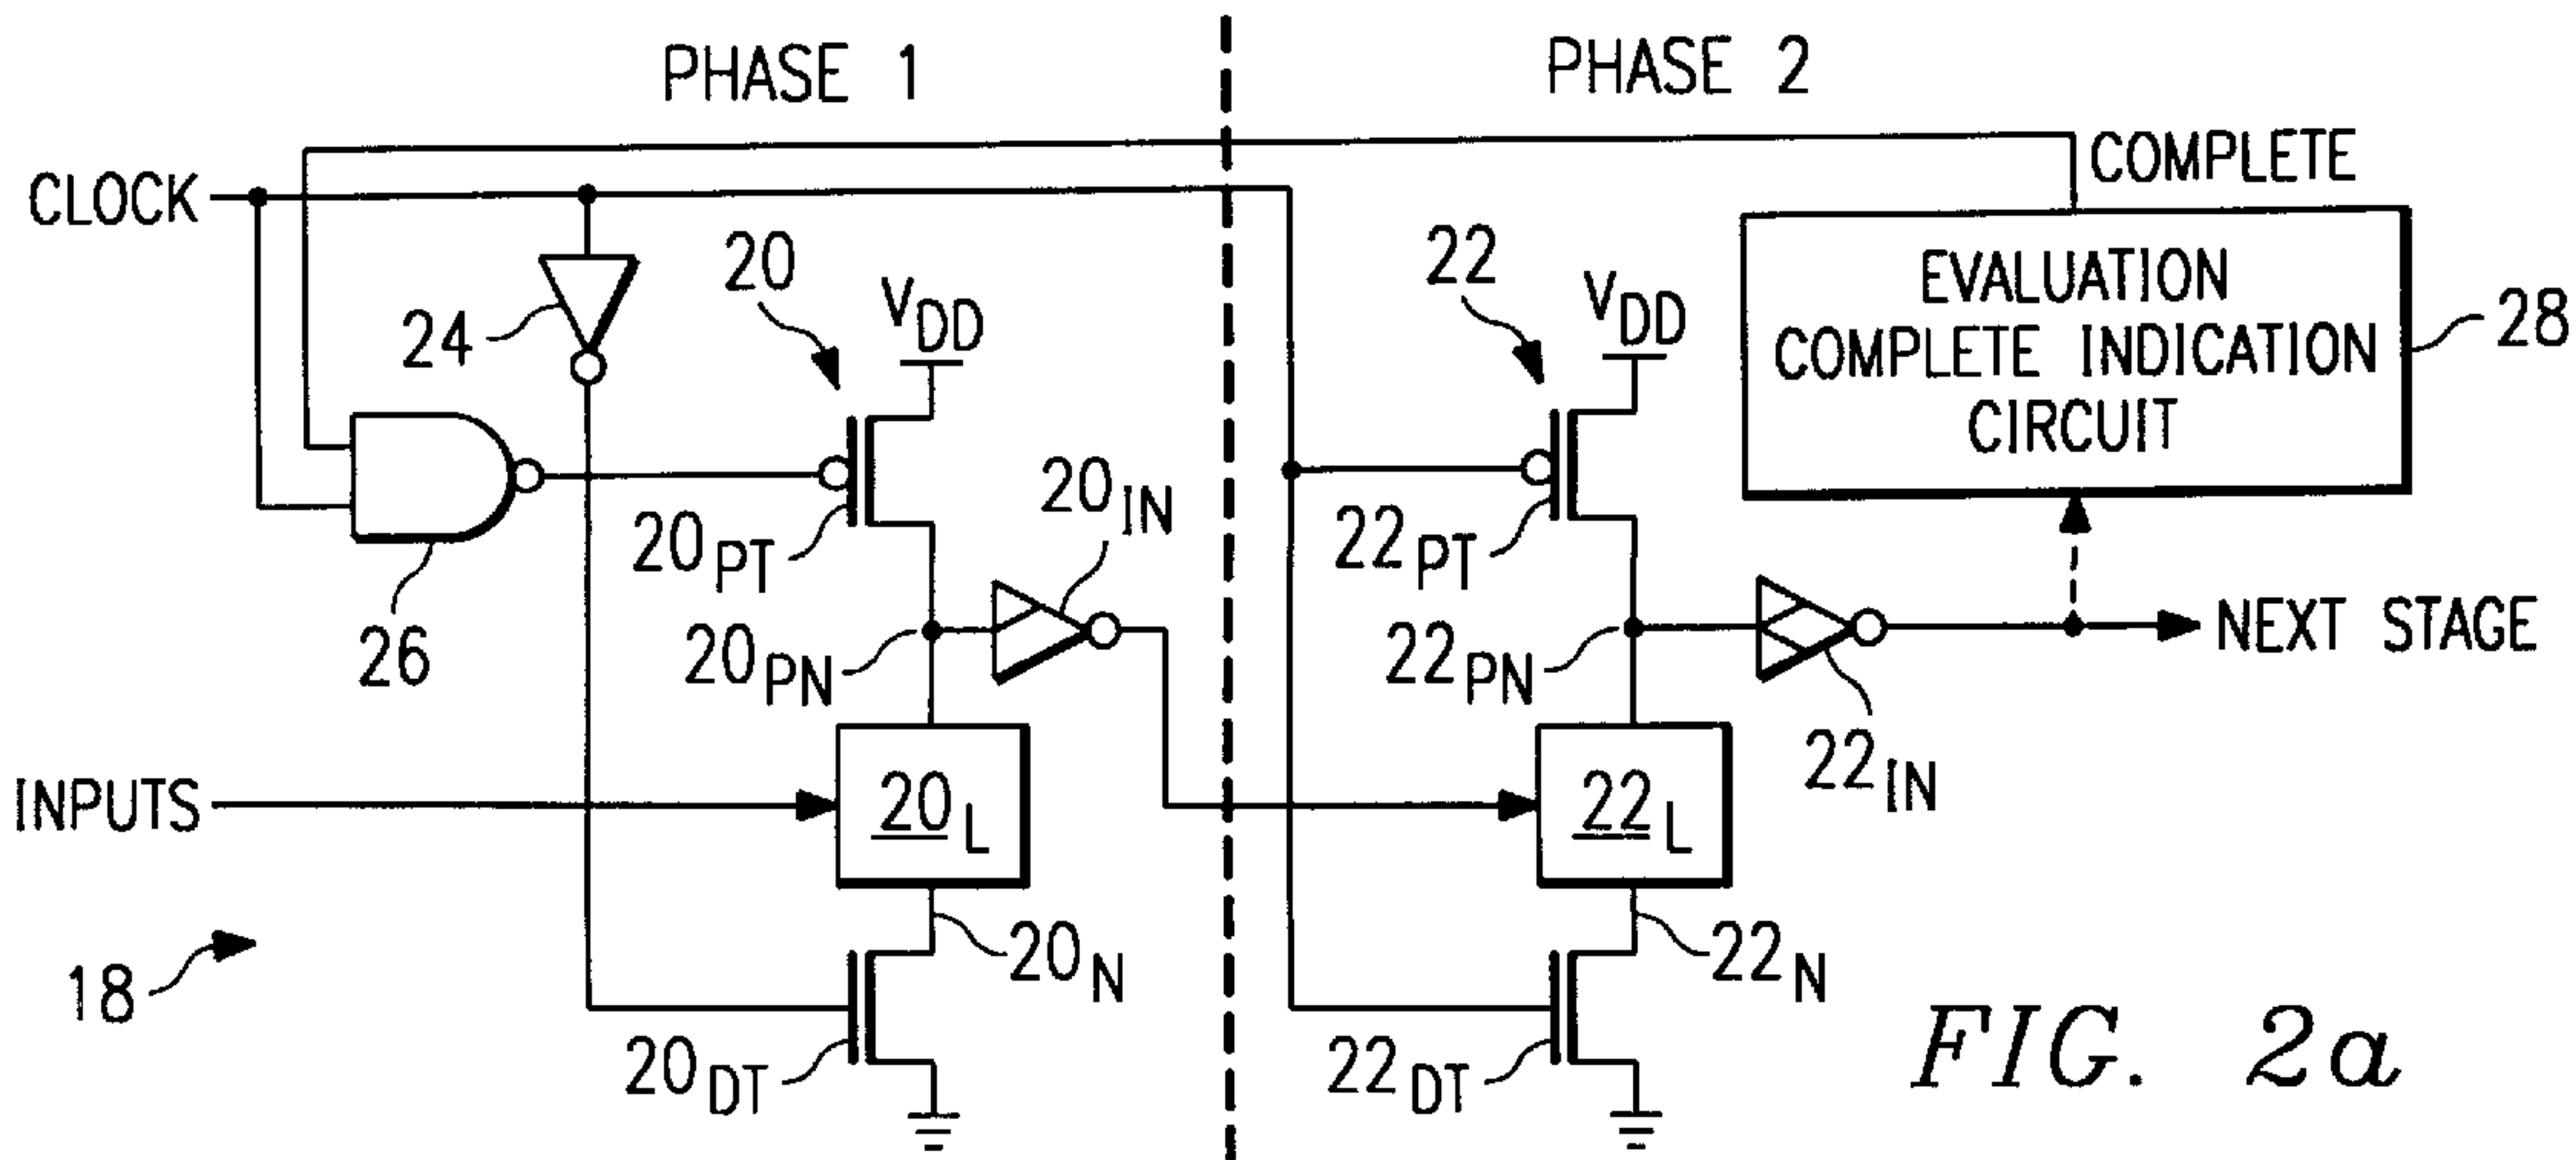 PHASE 1
PHASE 2
CLOCK
COMPLETE
20
VDD
22
VDD
EVALUATION
COMPLETE INDICATION
CIRCUIT
28
24
20PT
20IN
22PT
26
20PN
22PN
NEXT STAGE
22IN
INPUTS
20L
22L
18
20N
22N
20DT
22DT
FIG. 2a